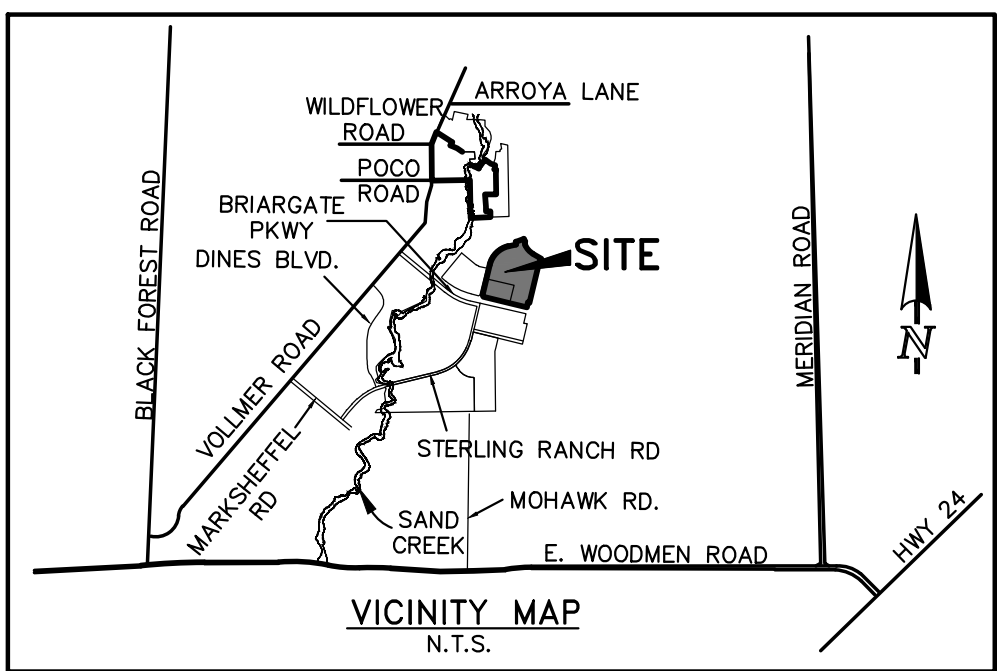 ARROYA LANE
WILDFLOWER
ROAD
POCO
ROAD
BRIARGATE
PKWY
DINES BLVD.
SITE
BLACK FOREST ROAD
MERIDIAN ROAD
N
VOLLMER ROAD
MARKSHEFFEL
RD
STERLING RANCH RD
MOHAWK RD.
SAND
CREEK
HWY 24
E. WOODMEN ROAD
VICINITY MAP
N.T.S.